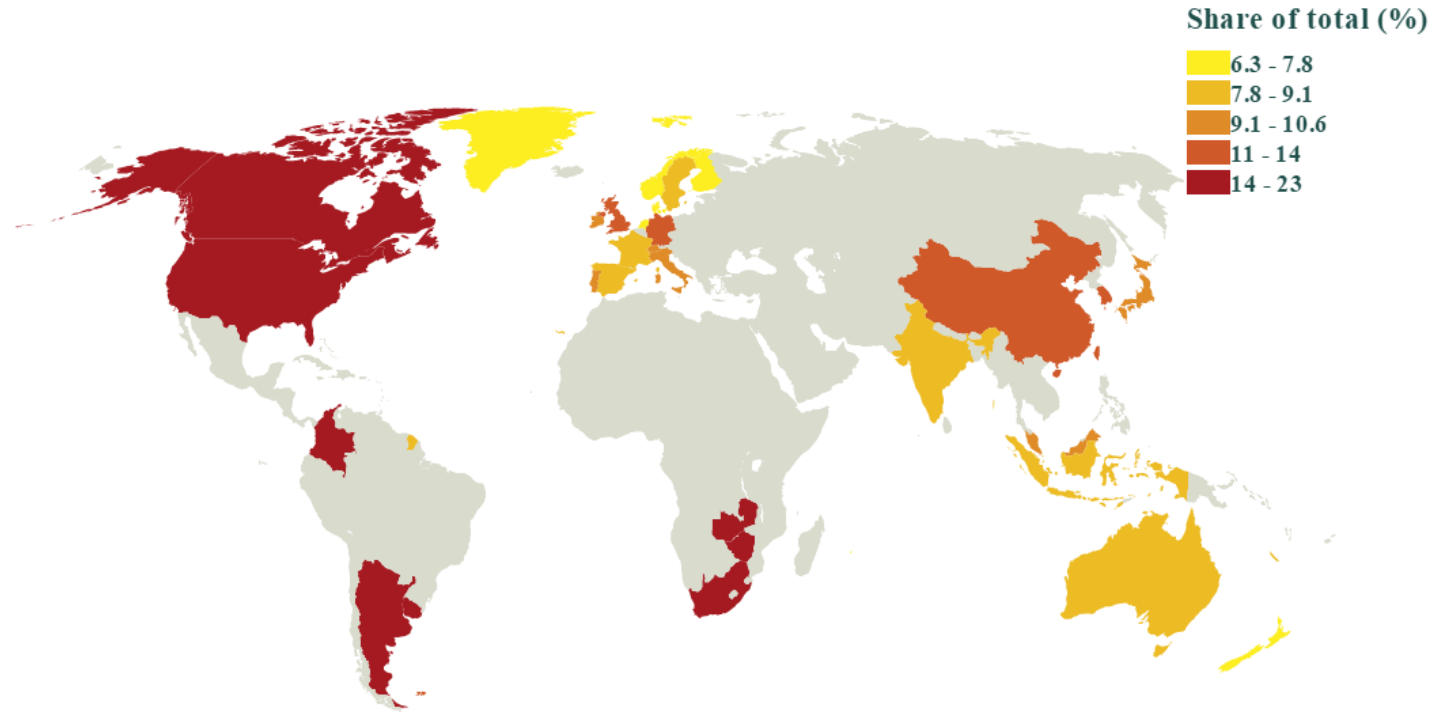 Share of total (%)
6.3 - 7.8
7.8 - 9.1
9.1 - 10.6
11 - 14
14 - 23